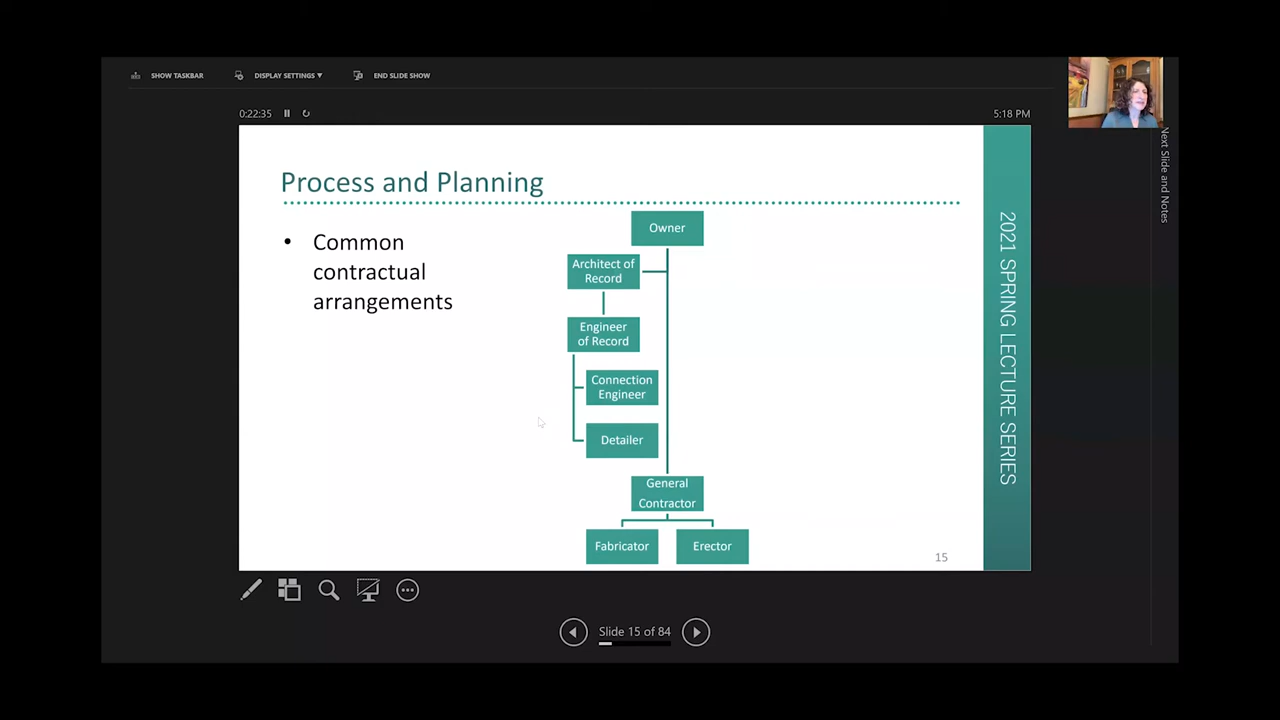 SHOW TASKBAR
DISPLAY SETTINGS ▾
END SLIDE SHOW
0:22:35
5:18 PM
Next Slide and Notes
Process and Planning
• Common
contractual
arrangements
Owner
Architect of
Record
Engineer
of Record
Connection
Engineer
Detailer
General
Contractor
Fabricator
Erector
15
2021 SPRING LECTURE SERIES
Slide 15 of 84